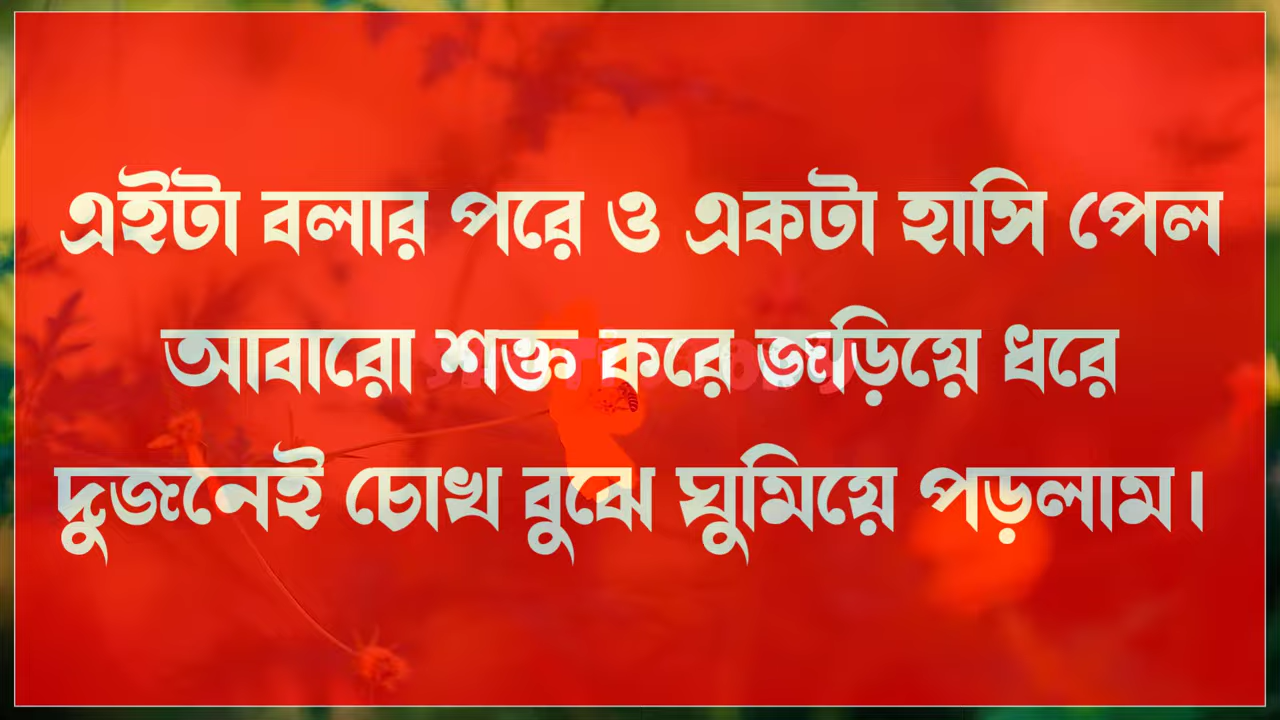 এইটা বলার পরে ও একটা হাসি পেল
আবারো শক্ত করে জড়িয়ে ধরে
দুজনেই চোখ বুঝে ঘুমিয়ে পড়লাম।